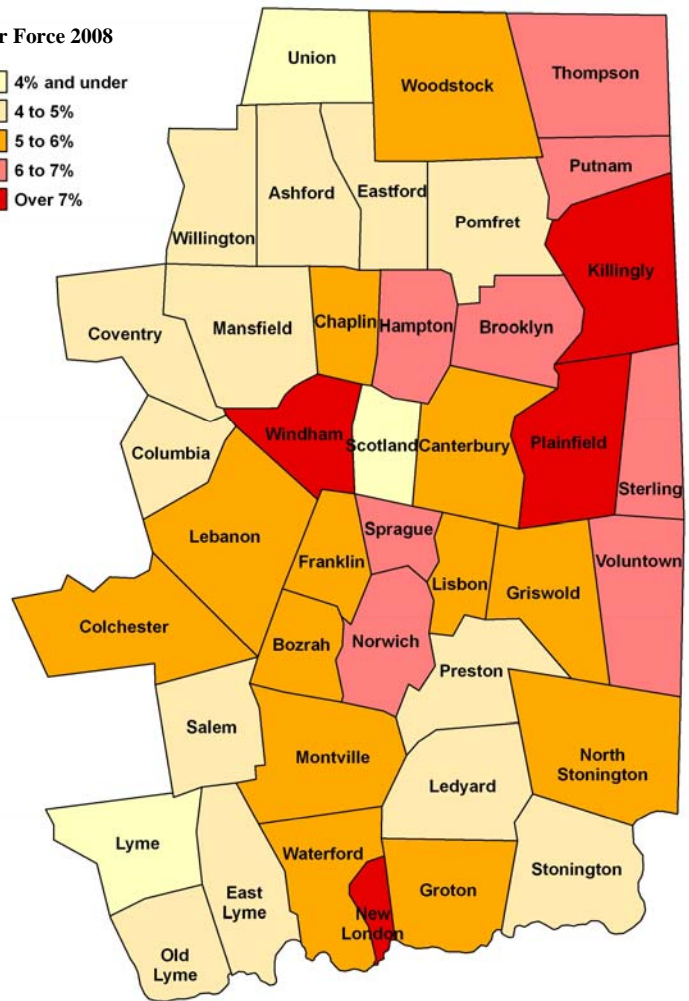 r Force 2008
4% and under
4 to 5%
5 to 6%
6 to 7%
Over 7%
Union
Woodstock
Thompson
Putnam
Ashford
Eastford
Pomfret
Willington
Killingly
Coventry
Mansfield
Chaplin
Hampton
Brooklyn
Windham
Scotland
Canterbury
Plainfield
Columbia
Sterling
Lebanon
Sprague
Franklin
Voluntown
Lisbon
Griswold
Colchester
Bozrah
Norwich
Preston
Salem
Montville
North
Stonington
Ledyard
Lyme
Waterford
Stonington
East
Lyme
Groton
New
London
Old
Lyme